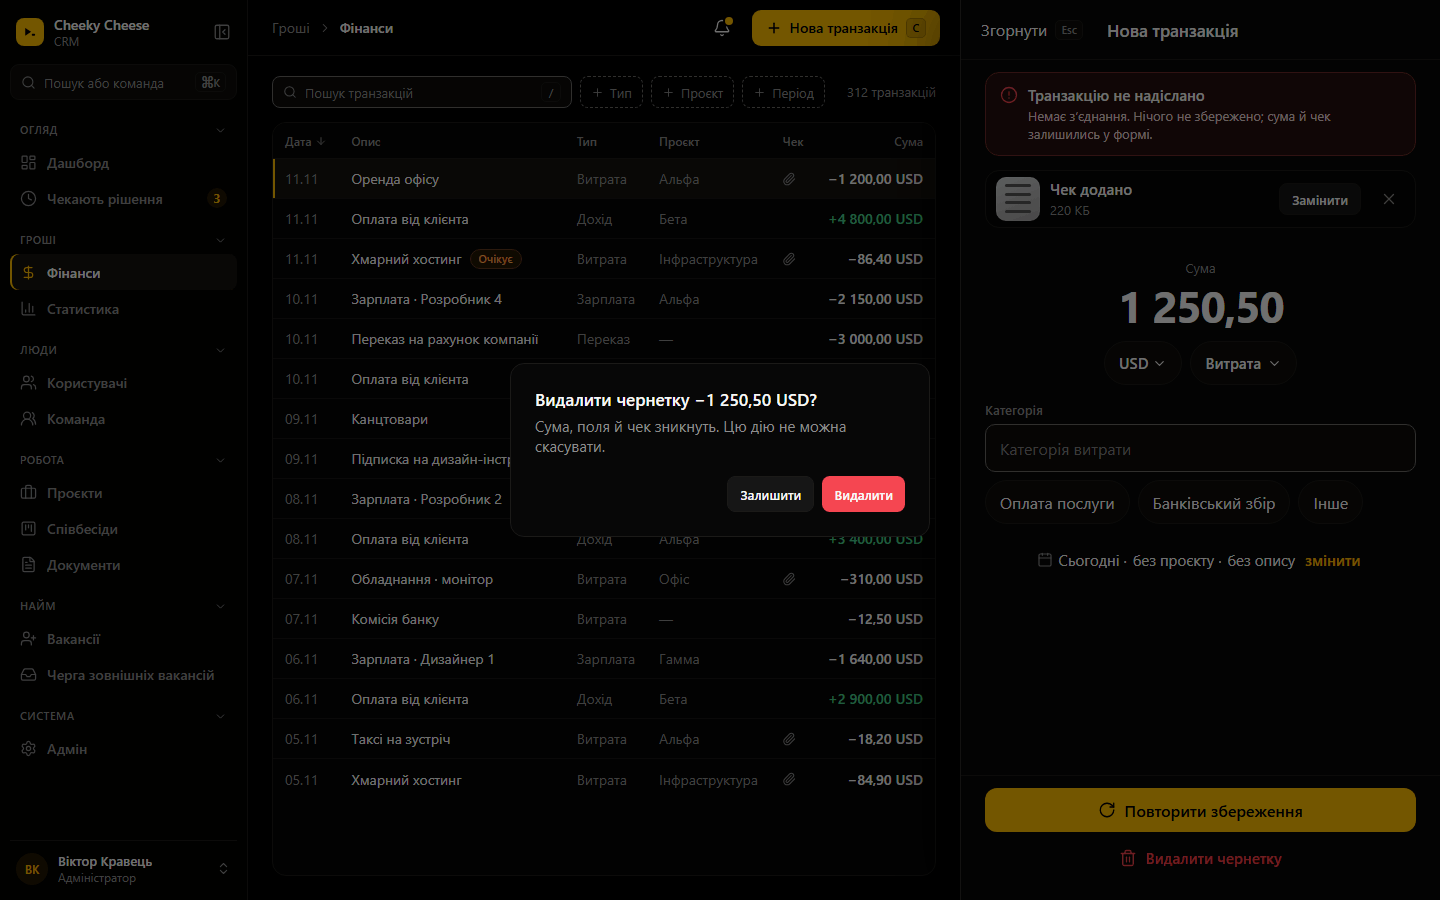 Cheeky Cheese
CRM
Пошук або команда
⌘K
ОГЛЯД
Дашборд
Чекають рішення
3
ГРОШІ
Фінанси
Статистика
ЛЮДИ
Користувачі
Команда
РОБОТА
Проєкти
Співбесіди
Документи
НАЙМ
Вакансії
Черга зовнішніх вакансій
СИСТЕМА
Адмін
ВК
Віктор Кравець
Адміністратор
Гроші > Фінанси
+ Нова транзакція C
Пошук транзакцій /
+ Тип
+ Проєкт
+ Період
312 транзакцій
Дата ↓ Опис Тип Проєкт Чек Сума
11.11 Оренда офісу Витрата Альфа −1 200,00 USD
11.11 Оплата від клієнта Дохід Бета +4 800,00 USD
11.11 Хмарний хостинг Очікує Витрата Інфраструктура −86,40 USD
10.11 Зарплата · Розробник 4 Зарплата Альфа −2 150,00 USD
10.11 Переказ на рахунок компанії Переказ — −3 000,00 USD
10.11 Оплата від клієнта
09.11 Канцтовари
09.11 Підписка на дизайн-інстр
08.11 Зарплата · Розробник 2
08.11 Оплата від клієнта Дохід Альфа +3 400,00 USD
07.11 Обладнання · монітор Витрата Офіс −310,00 USD
07.11 Комісія банку Витрата — −12,50 USD
06.11 Зарплата · Дизайнер 1 Зарплата Гамма −1 640,00 USD
06.11 Оплата від клієнта Дохід Бета +2 900,00 USD
05.11 Таксі на зустріч Витрата Альфа −18,20 USD
05.11 Хмарний хостинг Витрата Інфраструктура −84,90 USD
Видалити чернетку −1 250,50 USD?
Сума, поля й чек зникнуть. Цю дію не можна
скасувати.
Залишити
Видалити
Згорнути Esc
Нова транзакція
Транзакцію не надіслано
Немає з’єднання. Нічого не збережено; сума й чек
залишились у формі.
Чек додано
220 КБ
Замінити
Сума
1 250,50
USD
Витрата
Категорія
Категорія витрати
Оплата послуги
Банківський збір
Інше
Сьогодні · без проєкту · без опису змінити
Повторити збереження
Видалити чернетку